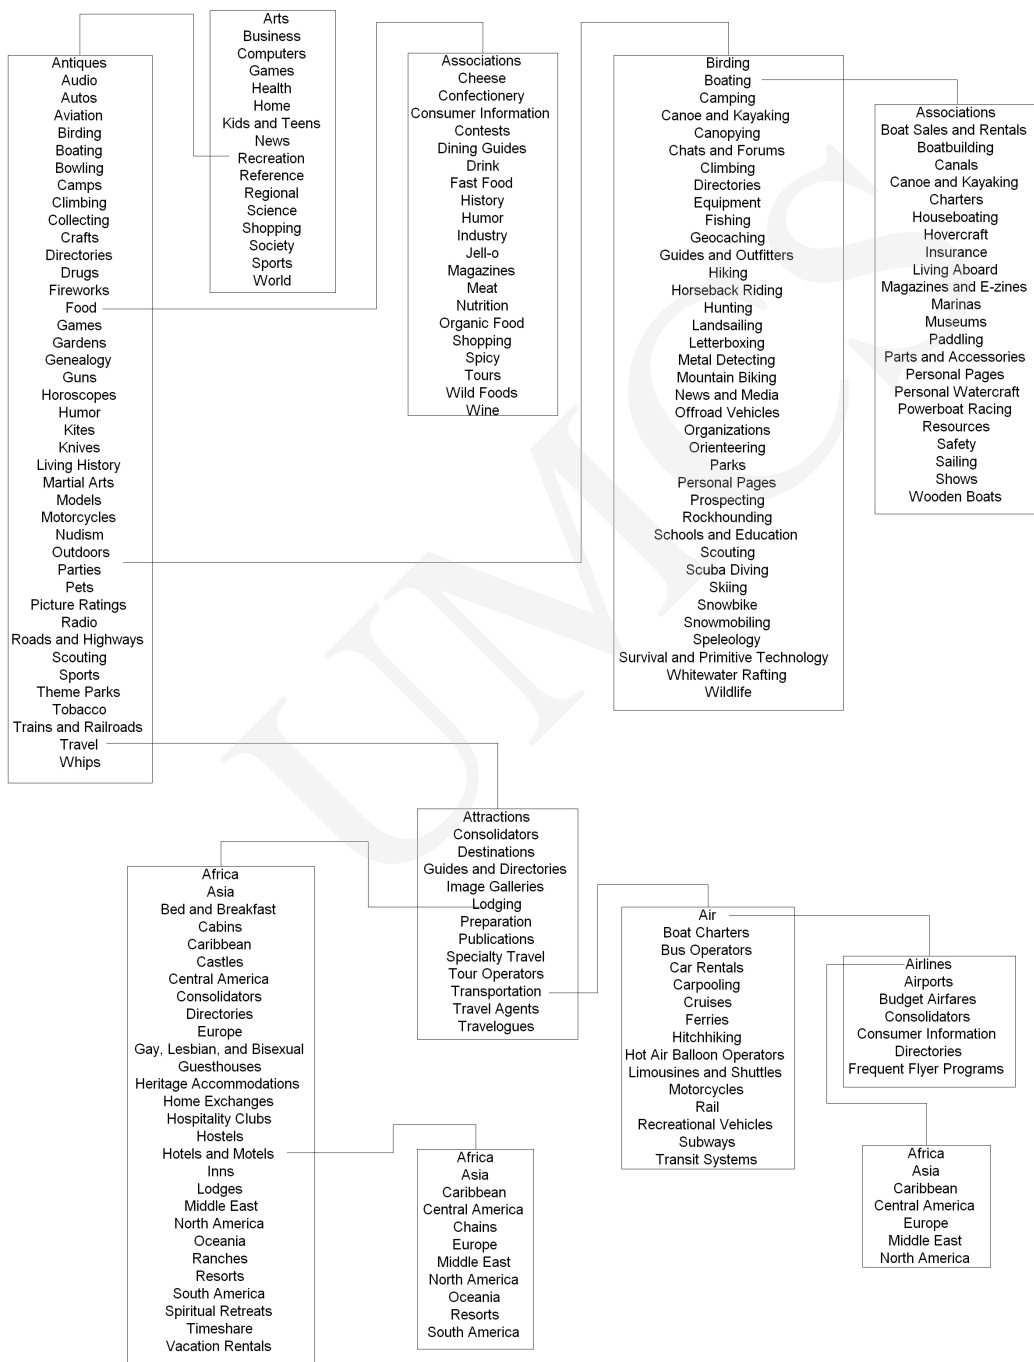 Arts
Business
Computers
Games
Health
Home
Kids and Teens
News
Recreation
Reference
Regional
Science
Shopping
Society
Sports
World
Antiques
Audio
Autos
Aviation
Birding
Boating
Bowling
Camps
Climbing
Collecting
Crafts
Directories
Drugs
Fireworks
Food
Games
Gardens
Genealogy
Guns
Horoscopes
Humor
Kites
Knives
Living History
Martial Arts
Models
Motorcycles
Nudism
Outdoors
Parties
Pets
Picture Ratings
Radio
Roads and Highways
Scouting
Sports
Theme Parks
Tobacco
Trains and Railroads
Travel
Whips
Associations
Cheese
Confectionery
Consumer Information
Contests
Dining Guides
Drink
Fast Food
History
Humor
Industry
Jell-o
Magazines
Meat
Nutrition
Organic Food
Shopping
Spicy
Tours
Wild Foods
Wine
Birding
Boating
Camping
Canoe and Kayaking
Canopying
Chats and Forums
Climbing
Directories
Equipment
Fishing
Geocaching
Guides and Outfitters
Hiking
Horseback Riding
Hunting
Landsailing
Letterboxing
Metal Detecting
Mountain Biking
News and Media
Offroad Vehicles
Organizations
Orienteering
Parks
Personal Pages
Prospecting
Rockhounding
Schools and Education
Scouting
Scuba Diving
Skiing
Snowbike
Snowmobiling
Speleology
Survival and Primitive Technology
Whitewater Rafting
Wildlife
Associations
Boat Sales and Rentals
Boatbuilding
Canals
Canoe and Kayaking
Charters
Houseboating
Hovercraft
Insurance
Living Aboard
Magazines and E-zines
Marinas
Museums
Paddling
Parts and Accessories
Personal Pages
Personal Watercraft
Powerboat Racing
Resources
Safety
Sailing
Shows
Wooden Boats
Attractions
Consolidators
Destinations
Guides and Directories
Image Galleries
Lodging
Preparation
Publications
Specialty Travel
Tour Operators
Transportation
Travel Agents
Travelogues
Africa
Asia
Bed and Breakfast
Cabins
Caribbean
Castles
Central America
Consolidators
Directories
Europe
Gay, Lesbian, and Bisexual
Guesthouses
Heritage Accommodations
Home Exchanges
Hospitality Clubs
Hostels
Hotels and Motels
Inns
Lodges
Middle East
North America
Oceania
Ranches
Resorts
South America
Spiritual Retreats
Timeshare
Vacation Rentals
Africa
Asia
Caribbean
Central America
Chains
Europe
Middle East
North America
Oceania
Resorts
South America
Air
Boat Charters
Bus Operators
Car Rentals
Carpooling
Cruises
Ferries
Hitchhiking
Hot Air Balloon Operators
Limousines and Shuttles
Motorcycles
Rail
Recreational Vehicles
Subways
Transit Systems
Airlines
Airports
Budget Airfares
Consolidators
Consumer Information
Directories
Frequent Flyer Programs
Africa
Asia
Caribbean
Central America
Europe
Middle East
North America
UMCS